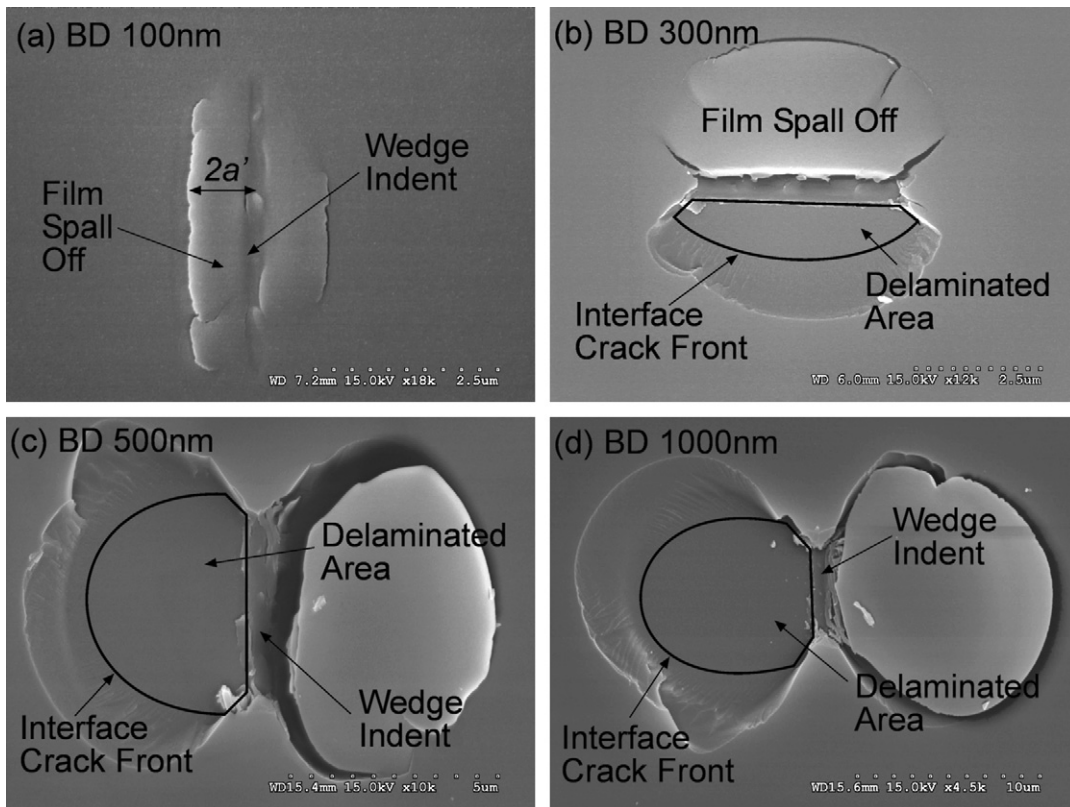 (a) BD 100nm
2a'
Wedge
Indent
Film
Spall
Off
WD 7.2mm 15.0kV x18k 2.5um
(b) BD 300nm
Film Spall Off
Interface
Crack Front
Delaminated
Area
WD 6.0mm 15.0kV x12k 2.5um
(c) BD 500nm
Delaminated
Area
Interface
Crack Front
Wedge
Indent
WD15.4mm 15.0kV x10k 5um
(d) BD 1000nm
Wedge
Indent
Interface
Crack Front
Delaminated
Area
WD15.6mm 15.0kV x4.5k 10um